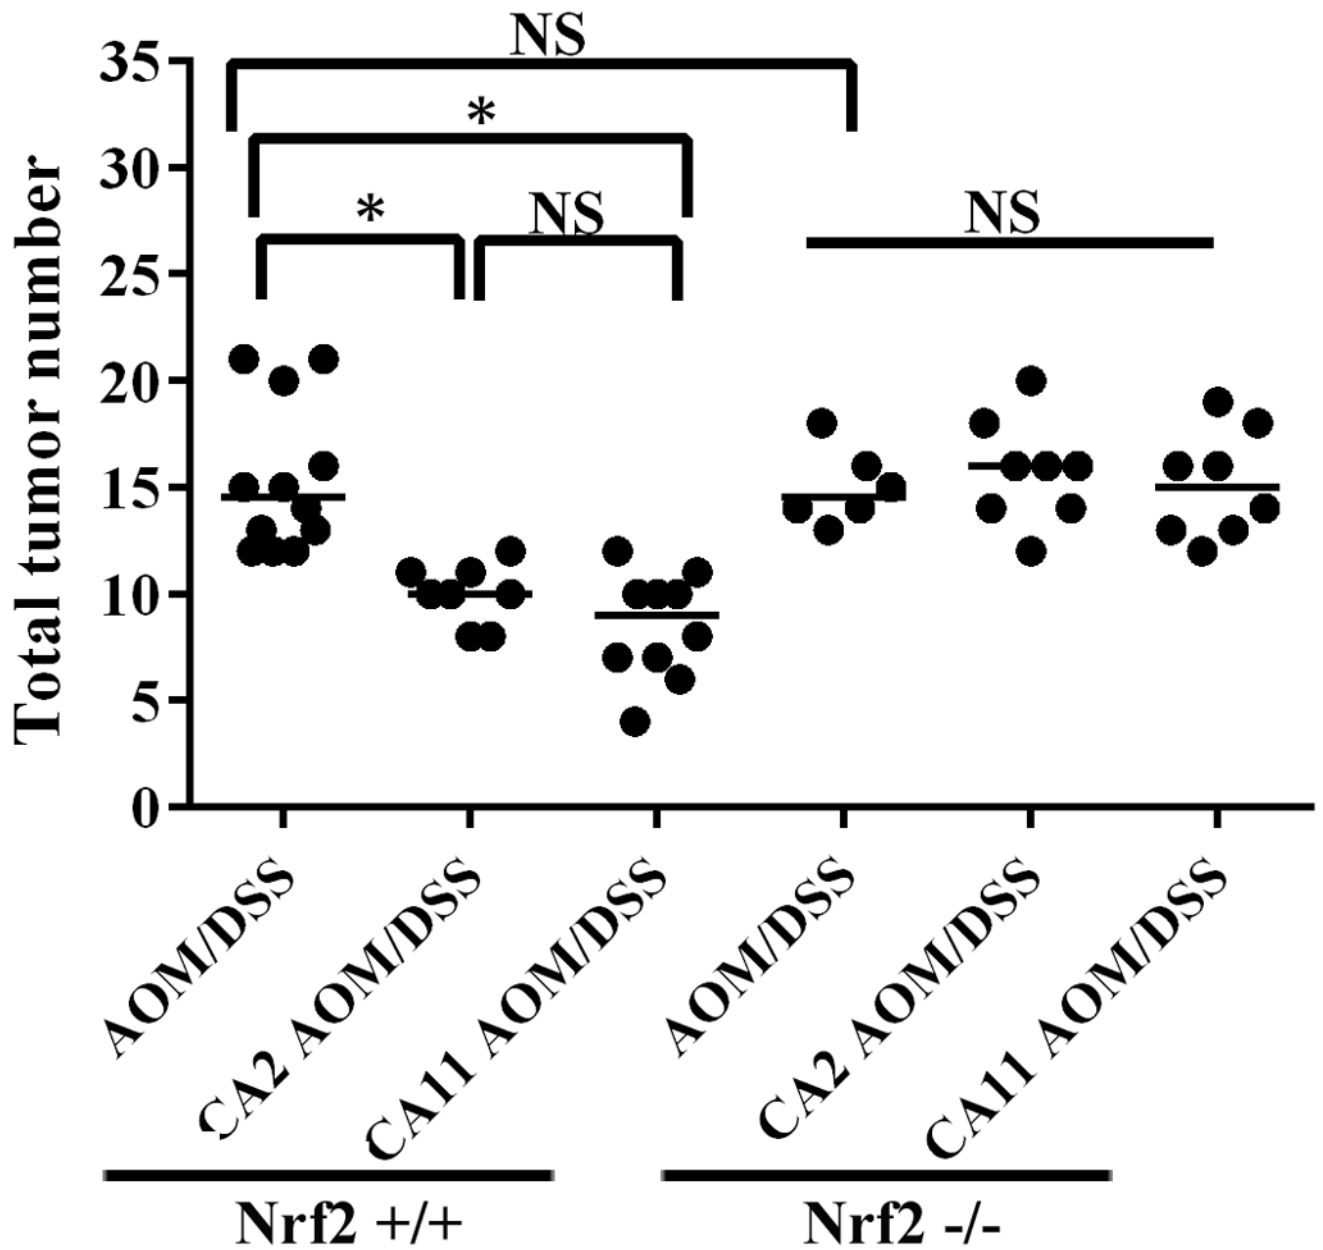 NS
*
*
NS
NS
Total tumor number
35
30
25
20
15
10
5
0
AOM/DSS
CA2 AOM/DSS
CA11 AOM/DSS
AOM/DSS
CA2 AOM/DSS
CA11 AOM/DSS
Nrf2 +/+
Nrf2 -/-